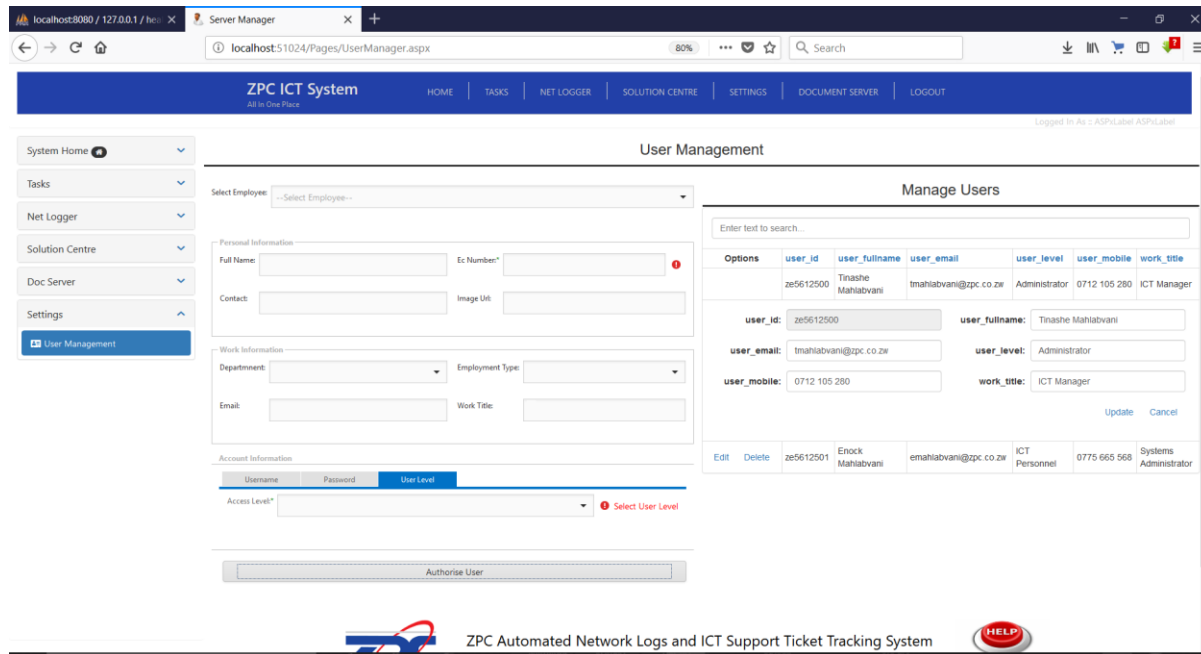 localhost:8080 / 127.0.0.1 / hea
Server Manager
localhost:51024/Pages/UserManager.aspx
80%
Search
ZPC ICT System
All In One Place
HOME
TASKS
NET LOGGER
SOLUTION CENTRE
SETTINGS
DOCUMENT SERVER
LOGOUT
Logged In As :: ASPxLabel ASPxLabel
System Home
Tasks
Net Logger
Solution Centre
Doc Server
Settings
User Management
User Management
Select Employee:
--Select Employee--
Personal Information
Full Name:
Ec Number:*
Contact:
Image Url:
Work Information
Departmnent:
Employment Type:
Email:
Work Title:
Account Information
Username
Password
User Level
Access Level:*
Select User Level
Authorise User
Manage Users
Enter text to search...
Options user_id user_fullname user_email user_level user_mobile work_title
ze5612500 Tinashe Mahlabvani tmahlabvani@zpc.co.zw Administrator 0712 105 280 ICT Manager
user_id: ze5612500 user_fullname: Tinashe Mahlabvani
user_email: tmahlabvani@zpc.co.zw user_level: Administrator
user_mobile: 0712 105 280 work_title: ICT Manager
Update Cancel
Edit Delete ze5612501 Enock Mahlabvani emahlabvani@zpc.co.zw ICT Personnel 0775 665 568 Systems Administrator
ZPC Automated Network Logs and ICT Support Ticket Tracking System
HELP